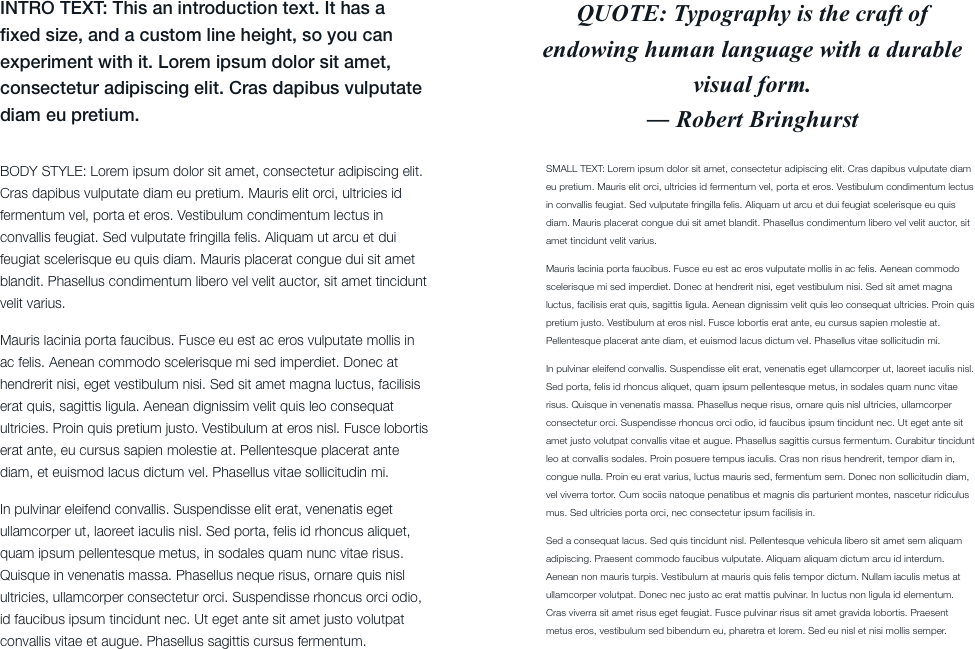 INTRO TEXT: This an introduction text. It has a
fixed size, and a custom line height, so you can
experiment with it. Lorem ipsum dolor sit amet,
consectetur adipiscing elit. Cras dapibus vulputate
diam eu pretium.
BODY STYLE: Lorem ipsum dolor sit amet, consectetur adipiscing elit.
Cras dapibus vulputate diam eu pretium. Mauris elit orci, ultricies id
fermentum vel, porta et eros. Vestibulum condimentum lectus in
convallis feugiat. Sed vulputate fringilla felis. Aliquam ut arcu et dui
feugiat scelerisque eu quis diam. Mauris placerat congue dui sit amet
blandit. Phasellus condimentum libero vel velit auctor, sit amet tincidunt
velit varius.
Mauris lacinia porta faucibus. Fusce eu est ac eros vulputate mollis in
ac felis. Aenean commodo scelerisque mi sed imperdiet. Donec at
hendrerit nisi, eget vestibulum nisi. Sed sit amet magna luctus, facilisis
erat quis, sagittis ligula. Aenean dignissim velit quis leo consequat
ultricies. Proin quis pretium justo. Vestibulum at eros nisl. Fusce lobortis
erat ante, eu cursus sapien molestie at. Pellentesque placerat ante
diam, et euismod lacus dictum vel. Phasellus vitae sollicitudin mi.
In pulvinar eleifend convallis. Suspendisse elit erat, venenatis eget
ullamcorper ut, laoreet iaculis nisl. Sed porta, felis id rhoncus aliquet,
quam ipsum pellentesque metus, in sodales quam nunc vitae risus.
Quisque in venenatis massa. Phasellus neque risus, ornare quis nisl
ultricies, ullamcorper consectetur orci. Suspendisse rhoncus orci odio,
id faucibus ipsum tincidunt nec. Ut eget ante sit amet justo volutpat
convallis vitae et augue. Phasellus sagittis cursus fermentum.
QUOTE: Typography is the craft of
endowing human language with a durable
visual form.
— Robert Bringhurst
SMALL TEXT: Lorem ipsum dolor sit amet, consectetur adipiscing elit. Cras dapibus vulputate diam
eu pretium. Mauris elit orci, ultricies id fermentum vel, porta et eros. Vestibulum condimentum lectus
in convallis feugiat. Sed vulputate fringilla felis. Aliquam ut arcu et dui feugiat scelerisque eu quis
diam. Mauris placerat congue dui sit amet blandit. Phasellus condimentum libero vel velit auctor, sit
amet tincidunt velit varius.
Mauris lacinia porta faucibus. Fusce eu est ac eros vulputate mollis in ac felis. Aenean commodo
scelerisque mi sed imperdiet. Donec at hendrerit nisi, eget vestibulum nisi. Sed sit amet magna
luctus, facilisis erat quis, sagittis ligula. Aenean dignissim velit quis leo consequat ultricies. Proin quis
pretium justo. Vestibulum at eros nisl. Fusce lobortis erat ante, eu cursus sapien molestie at.
Pellentesque placerat ante diam, et euismod lacus dictum vel. Phasellus vitae sollicitudin mi.
In pulvinar eleifend convallis. Suspendisse elit erat, venenatis eget ullamcorper ut, laoreet iaculis nisl.
Sed porta, felis id rhoncus aliquet, quam ipsum pellentesque metus, in sodales quam nunc vitae
risus. Quisque in venenatis massa. Phasellus neque risus, ornare quis nisl ultricies, ullamcorper
consectetur orci. Suspendisse rhoncus orci odio, id faucibus ipsum tincidunt nec. Ut eget ante sit
amet justo volutpat convallis vitae et augue. Phasellus sagittis cursus fermentum. Curabitur tincidunt
leo at convallis sodales. Proin posuere tempus iaculis. Cras non risus hendrerit, tempor diam in,
congue nulla. Proin eu erat varius, luctus mauris sed, fermentum sem. Donec non sollicitudin diam,
vel viverra tortor. Cum sociis natoque penatibus et magnis dis parturient montes, nascetur ridiculus
mus. Sed ultricies porta orci, nec consectetur ipsum facilisis in.
Sed a consequat lacus. Sed quis tincidunt nisl. Pellentesque vehicula libero sit amet sem aliquam
adipiscing. Praesent commodo faucibus vulputate. Aliquam aliquam dictum arcu id interdum.
Aenean non mauris turpis. Vestibulum at mauris quis felis tempor dictum. Nullam iaculis metus at
ullamcorper volutpat. Donec nec justo ac erat mattis pulvinar. In luctus non ligula id elementum.
Cras viverra sit amet risus eget feugiat. Fusce pulvinar risus sit amet gravida lobortis. Praesent
metus eros, vestibulum sed bibendum eu, pharetra et lorem. Sed eu nisl et nisi mollis semper.